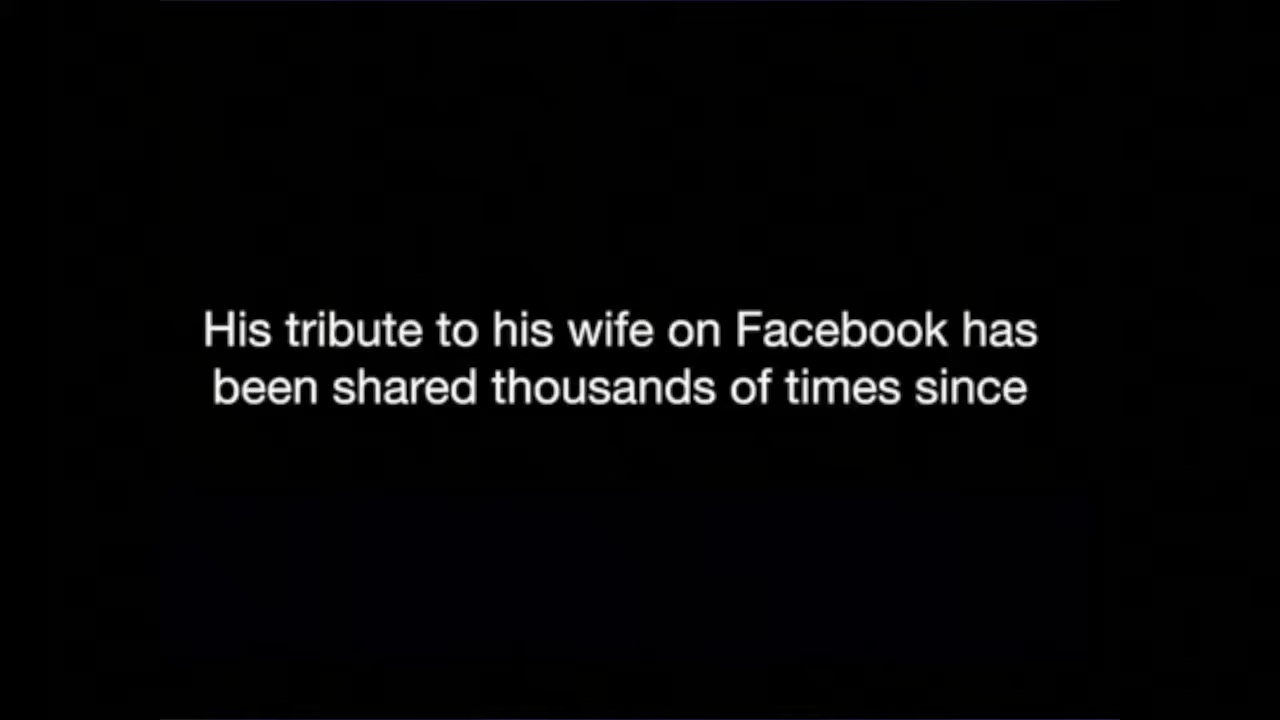 His tribute to his wife on Facebook has
been shared thousands of times since